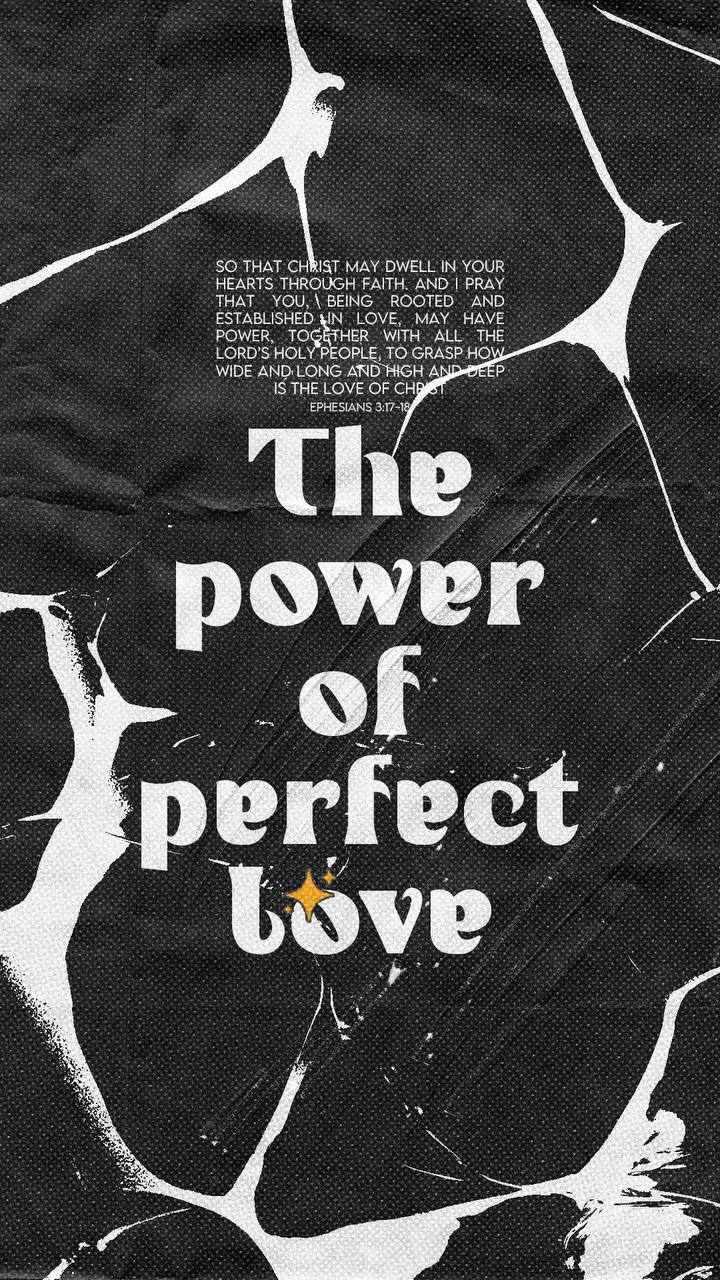 SO THAT CHRIST MAY DWELL IN YOUR
HEARTS THROUGH FAITH. AND I PRAY
THAT YOU, BEING ROOTED AND
ESTABLISHED IN LOVE, MAY HAVE
POWER, TOGETHER WITH ALL THE
LORD'S HOLY PEOPLE, TO GRASP HOW
WIDE AND LONG AND HIGH AND DEEP
IS THE LOVE OF CHRIST
EPHESIANS 3:17-18
The
power
of
perfect
love